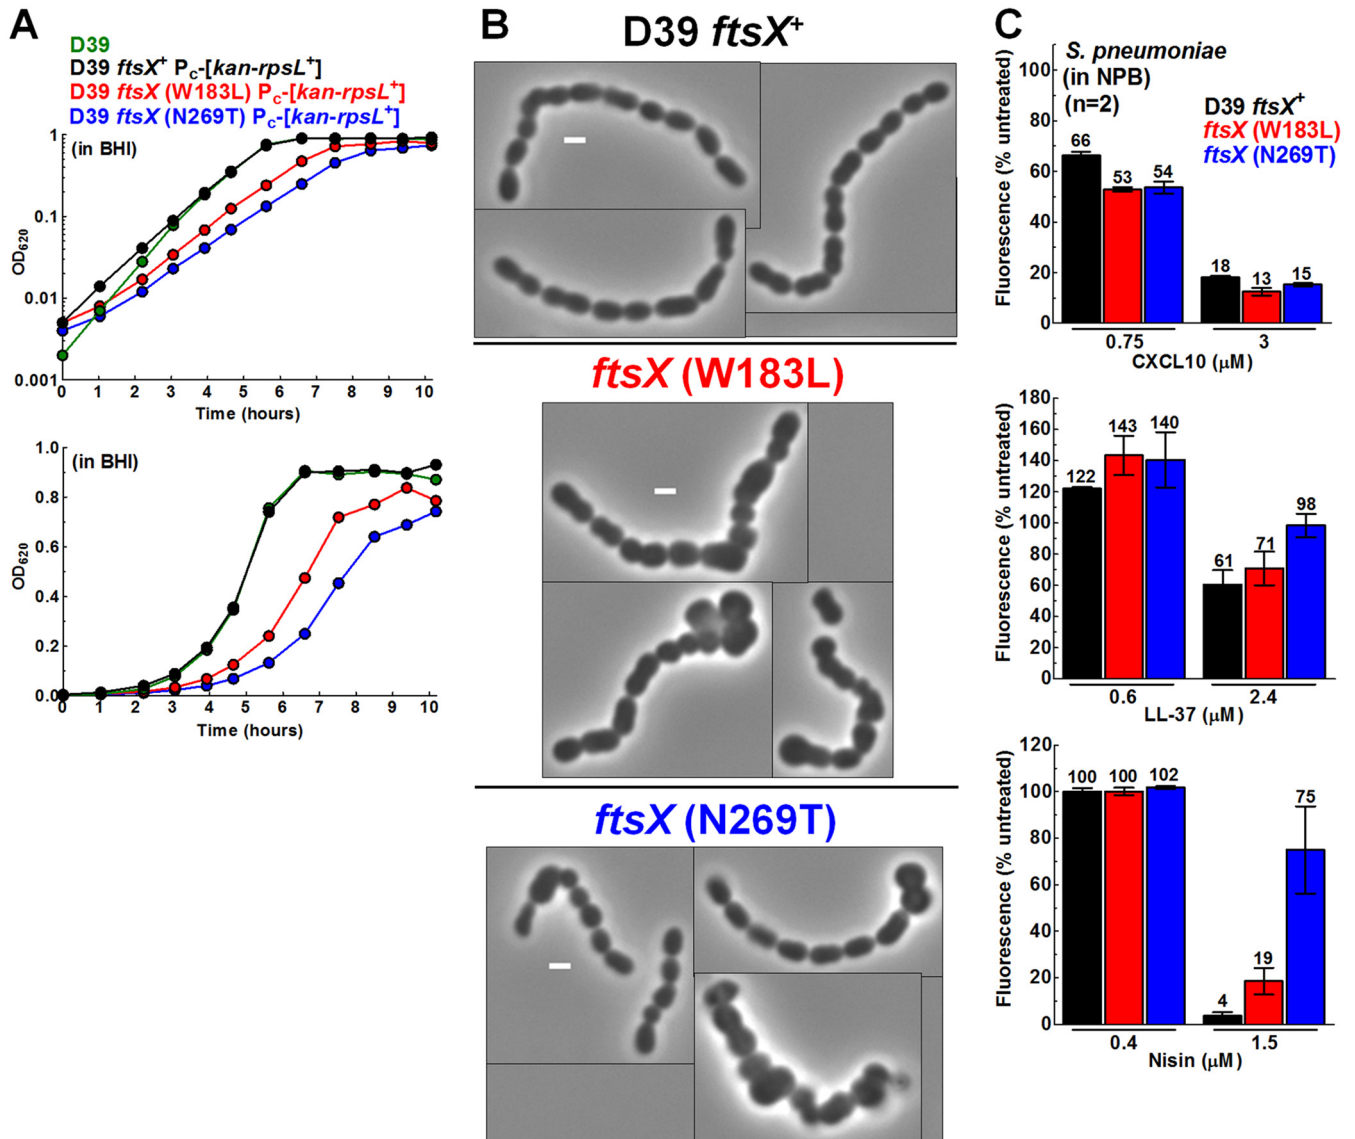 A
D39
D39 ftsX⁺ P_C-[kan-rpsL⁺]
D39 ftsX (W183L) P_C-[kan-rpsL⁺]
D39 ftsX (N269T) P_C-[kan-rpsL⁺]
(in BHI)
1
0.1
0.01
0.001
OD₆₂₀
0 1 2 3 4 5 6 7 8 9 10
Time (hours)
(in BHI)
1.0
0.8
0.6
0.4
0.2
0.0
OD₆₂₀
0 1 2 3 4 5 6 7 8 9 10
Time (hours)
B
D39 ftsX⁺
ftsX (W183L)
ftsX (N269T)
C
S. pneumoniae
(in NPB)
(n=2)
D39 ftsX⁺
ftsX (W183L)
ftsX (N269T)
Fluorescence (% untreated)
100
80
60
40
20
0
66 53 54 18 13 15
0.75 3
CXCL10 (μM)
Fluorescence (% untreated)
180
160
140
120
100
80
60
40
20
0
122 143 140 61 71 98
0.6 2.4
LL-37 (μM)
Fluorescence (% untreated)
120
100
80
60
40
20
0
100 100 102 4 19 75
0.4 1.5
Nisin (μM)